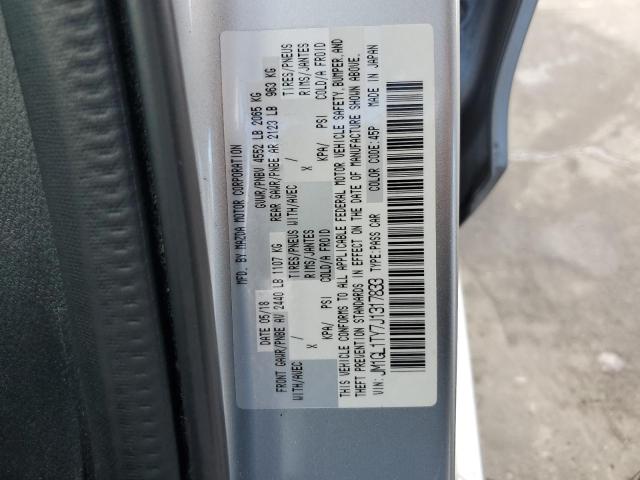 MFD. BY MAZDA MOTOR CORPORATION
DATE 05/18 GVWR/PNBV 4552 LB 2065 KG
FRONT GAWR/PNBE AV 2440 LB 1107 KG REAR GAWR/PNBE AR 2123 LB 963 KG
WITH/AVEC TIRES/PNEUS WITH/AVEC TIRES/PNEUS
/ RIMS/JANTES / RIMS/JANTES
X KPA/ PSI COLD/A FROID X KPA/ PSI COLD/A FROID
THIS VEHICLE CONFORMS TO ALL APPLICABLE FEDERAL MOTOR VEHICLE SAFETY, BUMPER, AND
THEFT PREVENTION STANDARDS IN EFFECT ON THE DATE OF MANUFACTURE SHOWN ABOVE.
VIN: JM1GL1TY7J1317833 TYPE:PASS CAR COLOR CODE:45P MADE IN JAPAN